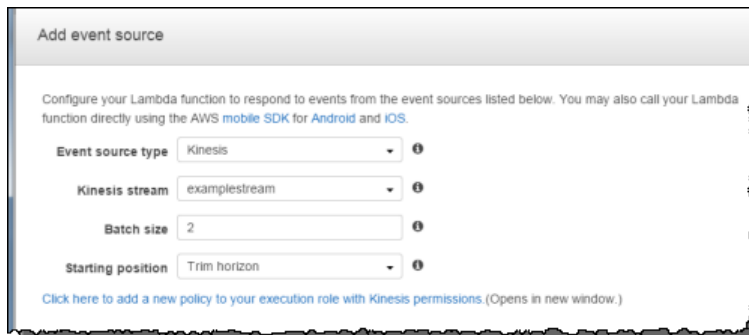 Add event source
Configure your Lambda function to respond to events from the event sources listed below. You may also call your Lambda
function directly using the AWS mobile SDK for Android and iOS.
Event source type Kinesis
Kinesis stream examplestream
Batch size 2
Starting position Trim horizon
Click here to add a new policy to your execution role with Kinesis permissions.(Opens in new window.)